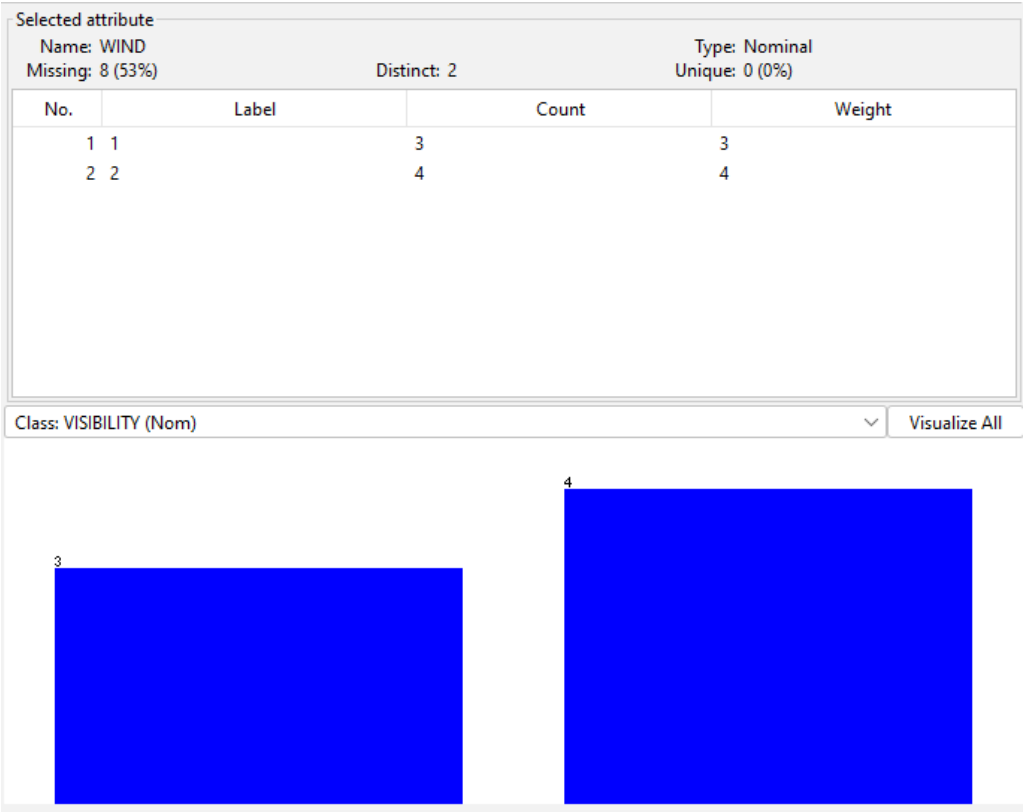 Selected attribute
Name: WIND Type: Nominal
Missing: 8 (53%) Distinct: 2 Unique: 0 (0%)
No. Label Count Weight
1 1 3 3
2 2 4 4
Class: VISIBILITY (Nom) Visualize All
4
3